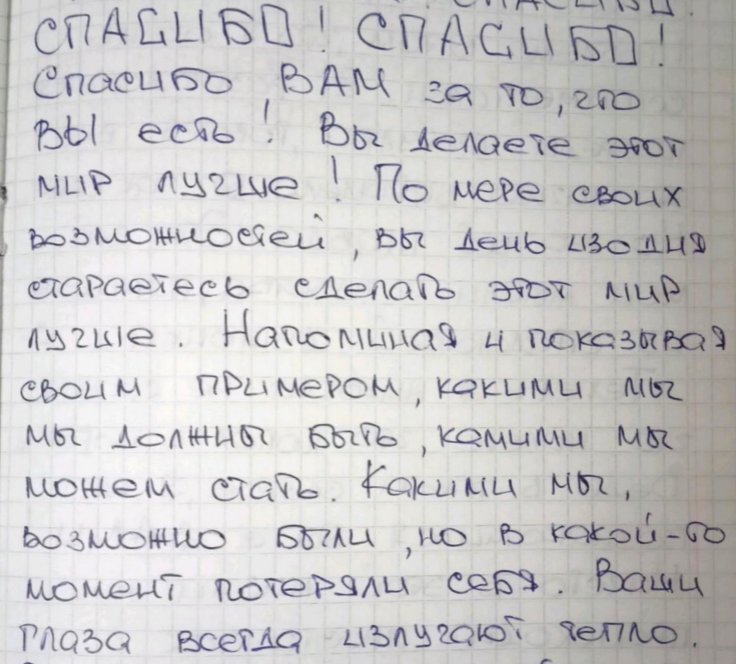 СПАСИБО! СПАСИБО!
Спасибо ВАМ за то, что
вы есть! Вы делаете этот
мир лучше! По мере своих
возможностей, вы день изо дня
стараетесь сделать этот мир
лучше. Напоминая и показывая
своим примером, какими мы
мы должны быть, камими мы
можем стать. Какими мы,
возможно были, но в какой-то
момент потеряли себя. Ваши
глаза всегда излучают тепло.